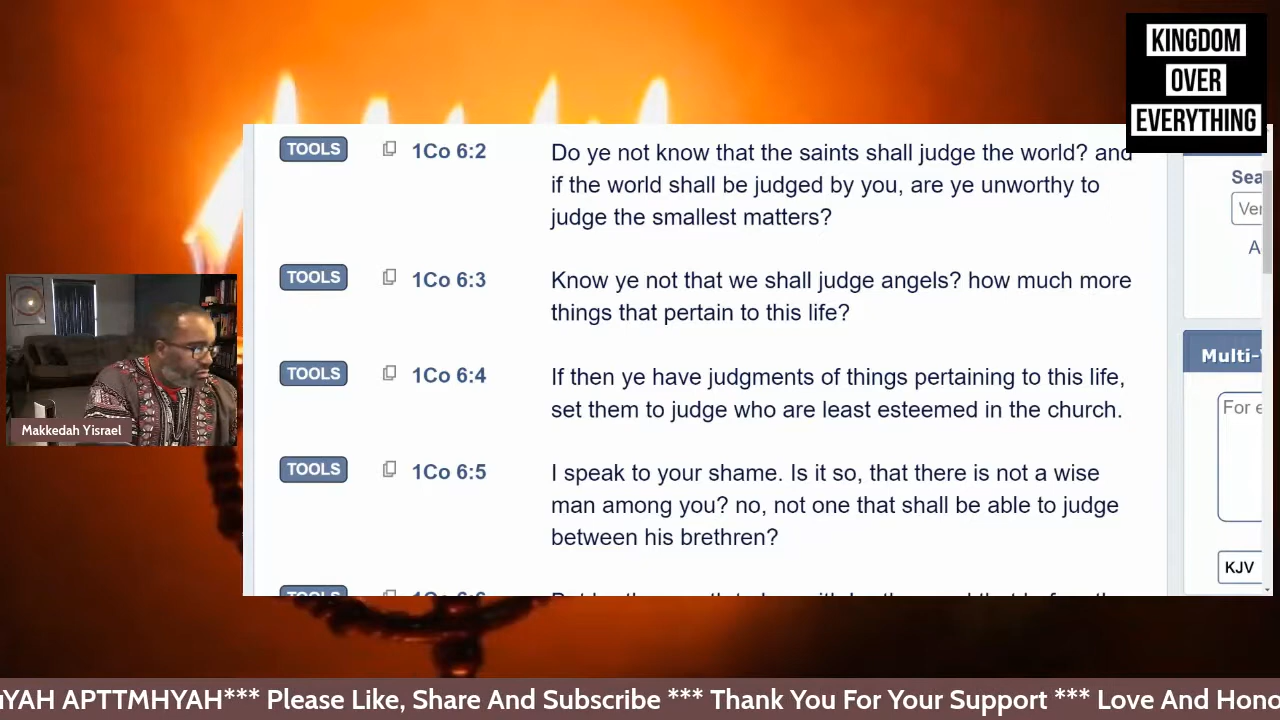 KINGDOM
OVER
EVERYTHING
TOOLS
1Co 6:2
Do ye not know that the saints shall judge the world? and
if the world shall be judged by you, are ye unworthy to
judge the smallest matters?
Sea
Ver
A
TOOLS
1Co 6:3
Know ye not that we shall judge angels? how much more
things that pertain to this life?
Multi-
TOOLS
1Co 6:4
If then ye have judgments of things pertaining to this life,
set them to judge who are least esteemed in the church.
For e
Makkedah Yisrael
TOOLS
1Co 6:5
I speak to your shame. Is it so, that there is not a wise
man among you? no, not one that shall be able to judge
between his brethren?
KJV
YAH APTTMHYAH*** Please Like, Share And Subscribe *** Thank You For Your Support *** Love And Hono